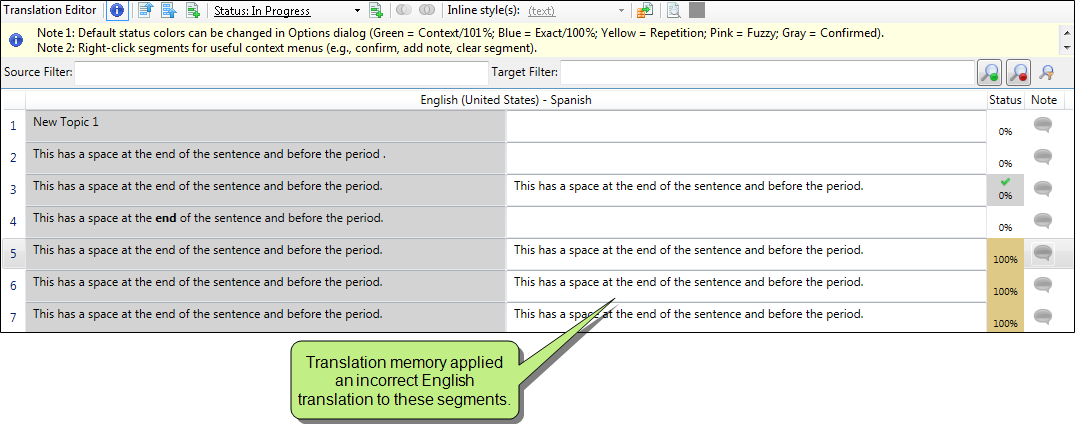 Translation Editor Status: In Progress Inline style(s): (text)
Note 1: Default status colors can be changed in Options dialog (Green = Context/101%; Blue = Exact/100%; Yellow = Repetition; Pink = Fuzzy; Gray = Confirmed).
Note 2: Right-click segments for useful context menus (e.g., confirm, add note, clear segment).
Source Filter: Target Filter:
English (United States) - Spanish Status Note
1 New Topic 1 0%
2 This has a space at the end of the sentence and before the period . 0%
3 This has a space at the end of the sentence and before the period. This has a space at the end of the sentence and before the period. 0%
4 This has a space at the end of the sentence and before the period. 0%
5 This has a space at the end of the sentence and before the period. This has a space at the end of the sentence and before the period. 100%
6 This has a space at the end of the sentence and before the period. This has a space at the end of the sentence and before the period. 100%
7 This has a space at the end of the sentence and before the period. This has a space at the end of the sentence and before the period. 100%
Translation memory applied
an incorrect English
translation to these segments.